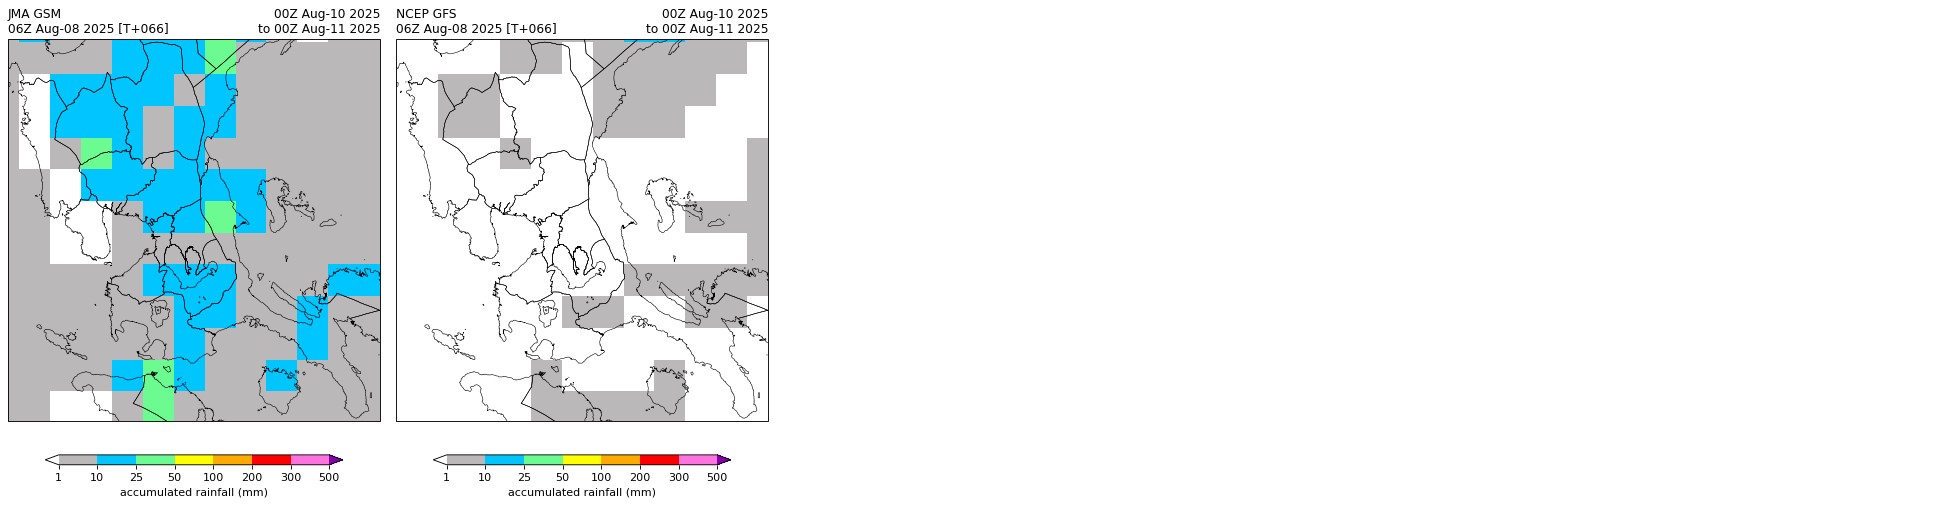 JMA GSM 00Z Aug-10 2025
06Z Aug-08 2025 [T+066] to 00Z Aug-11 2025
NCEP GFS 00Z Aug-10 2025
06Z Aug-08 2025 [T+066] to 00Z Aug-11 2025
1 10 25 50 100 200 300 500
accumulated rainfall (mm)
1 10 25 50 100 200 300 500
accumulated rainfall (mm)